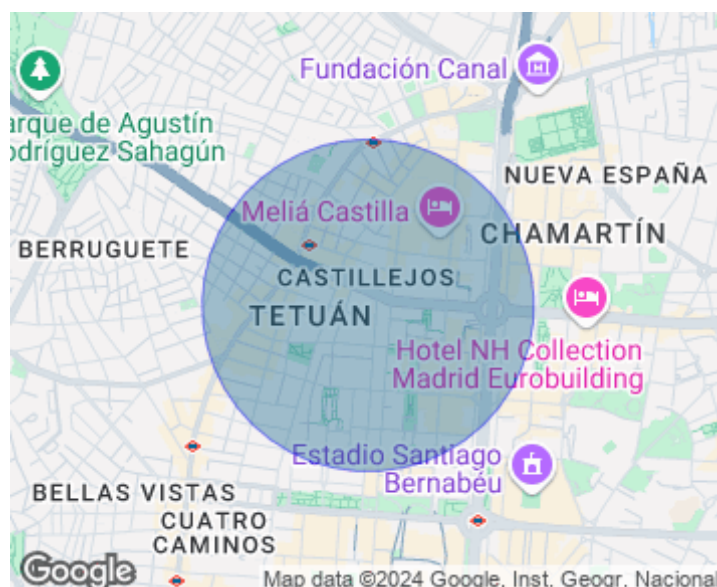 Fundación Canal
arque de Agustín
odríguez Sahagún
NUEVA ESPAÑA
Meliá Castilla
CHAMARTÍN
BERRUGUETE
CASTILLEJOS
TETUÁN
Hotel NH Collection
Madrid Eurobuilding
Estadio Santiago
Bernabéu
BELLAS VISTAS
CUATRO
CAMINOS
Google
Map data ©2024 Google, Inst. Geogr. Nacional